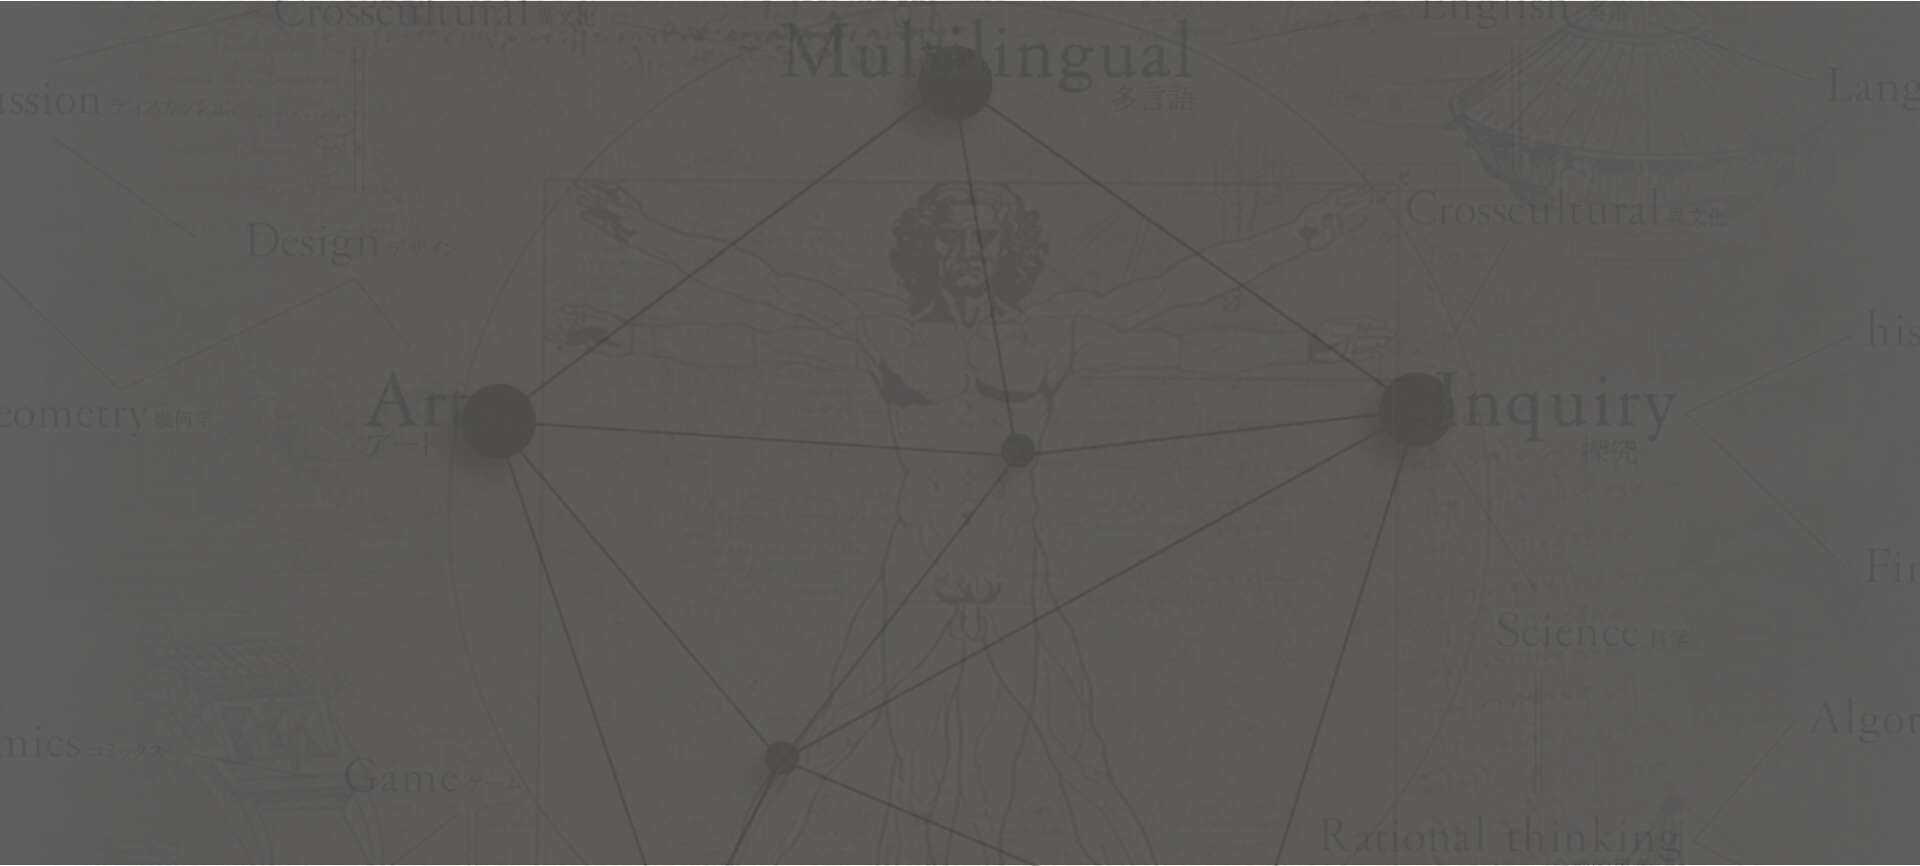 Crosscultural 異文化
English 英語
Multilingual
多言語
ssion ディスカッション
Lang
Crosscultural 異文化
Design デザイン
his
Art
アート
eometry 幾何学
Inquiry
探究
Fin
Science 科学
Algor
mics コミックス
Game ゲーム
Rational thinking